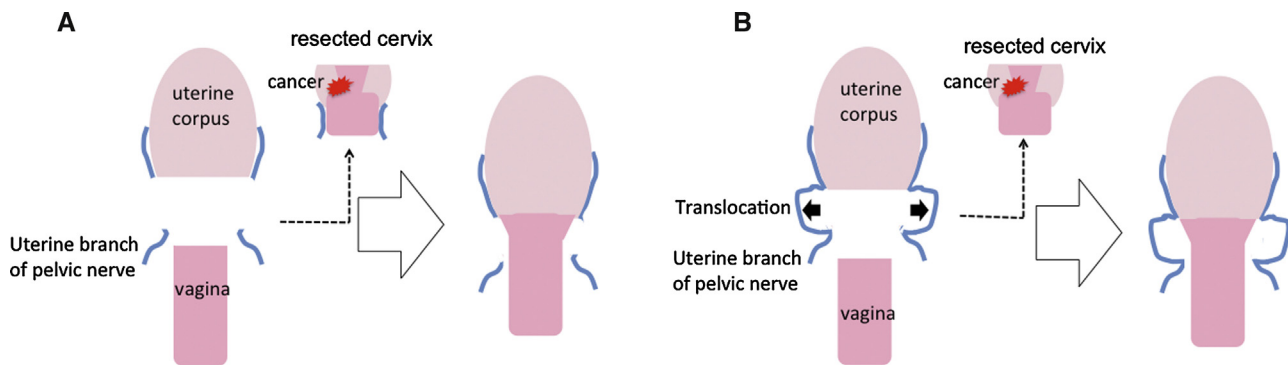 A
resected cervix
cancer
uterine
corpus
Uterine branch
of pelvic nerve
vagina
B
resected cervix
cancer
uterine
corpus
Translocation
Uterine branch
of pelvic nerve
vagina